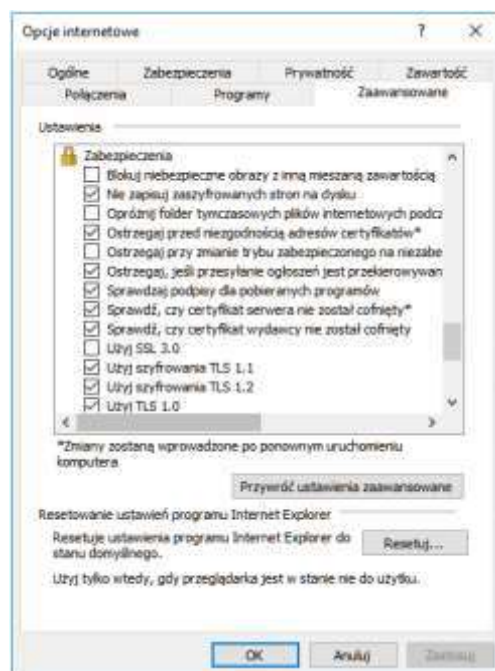 Opcje internetowe ? ×
Ogólne Zabezpieczenia Prywatność Zawartość
Połączenia Programy Zaawansowane
Ustawienia
Zabezpieczenia
Blokuj niebezpieczne obrazy z inną mieszaną zawartością
Nie zapisuj zaszyfrowanych stron na dysku
Opróżnij folder tymczasowych plików internetowych podcz
Ostrzegaj przed niezgodnością adresów certyfikatów*
Ostrzegaj przy zmianie trybu zabezpieczonego na niezabe
Ostrzegaj, jeśli przesyłanie ogłoszeń jest przekierowywan
Sprawdzaj podpisy dla pobieranych programów
Sprawdź, czy certyfikat serwera nie został cofnięty*
Sprawdź, czy certyfikat wydawcy nie został cofnięty
Użyj SSL 3.0
Użyj szyfrowania TLS 1.1
Użyj szyfrowania TLS 1.2
Użyj TLS 1.0
*Zmiany zostaną wprowadzone po ponownym uruchomieniu
komputera
Przywróć ustawienia zaawansowane
Resetowanie ustawień programu Internet Explorer
Resetuje ustawienia programu Internet Explorer do
stanu domyślnego.
Resetuj...
Użyj tylko wtedy, gdy przeglądarka jest w stanie nie do użytku.
OK Anuluj Zastosuj